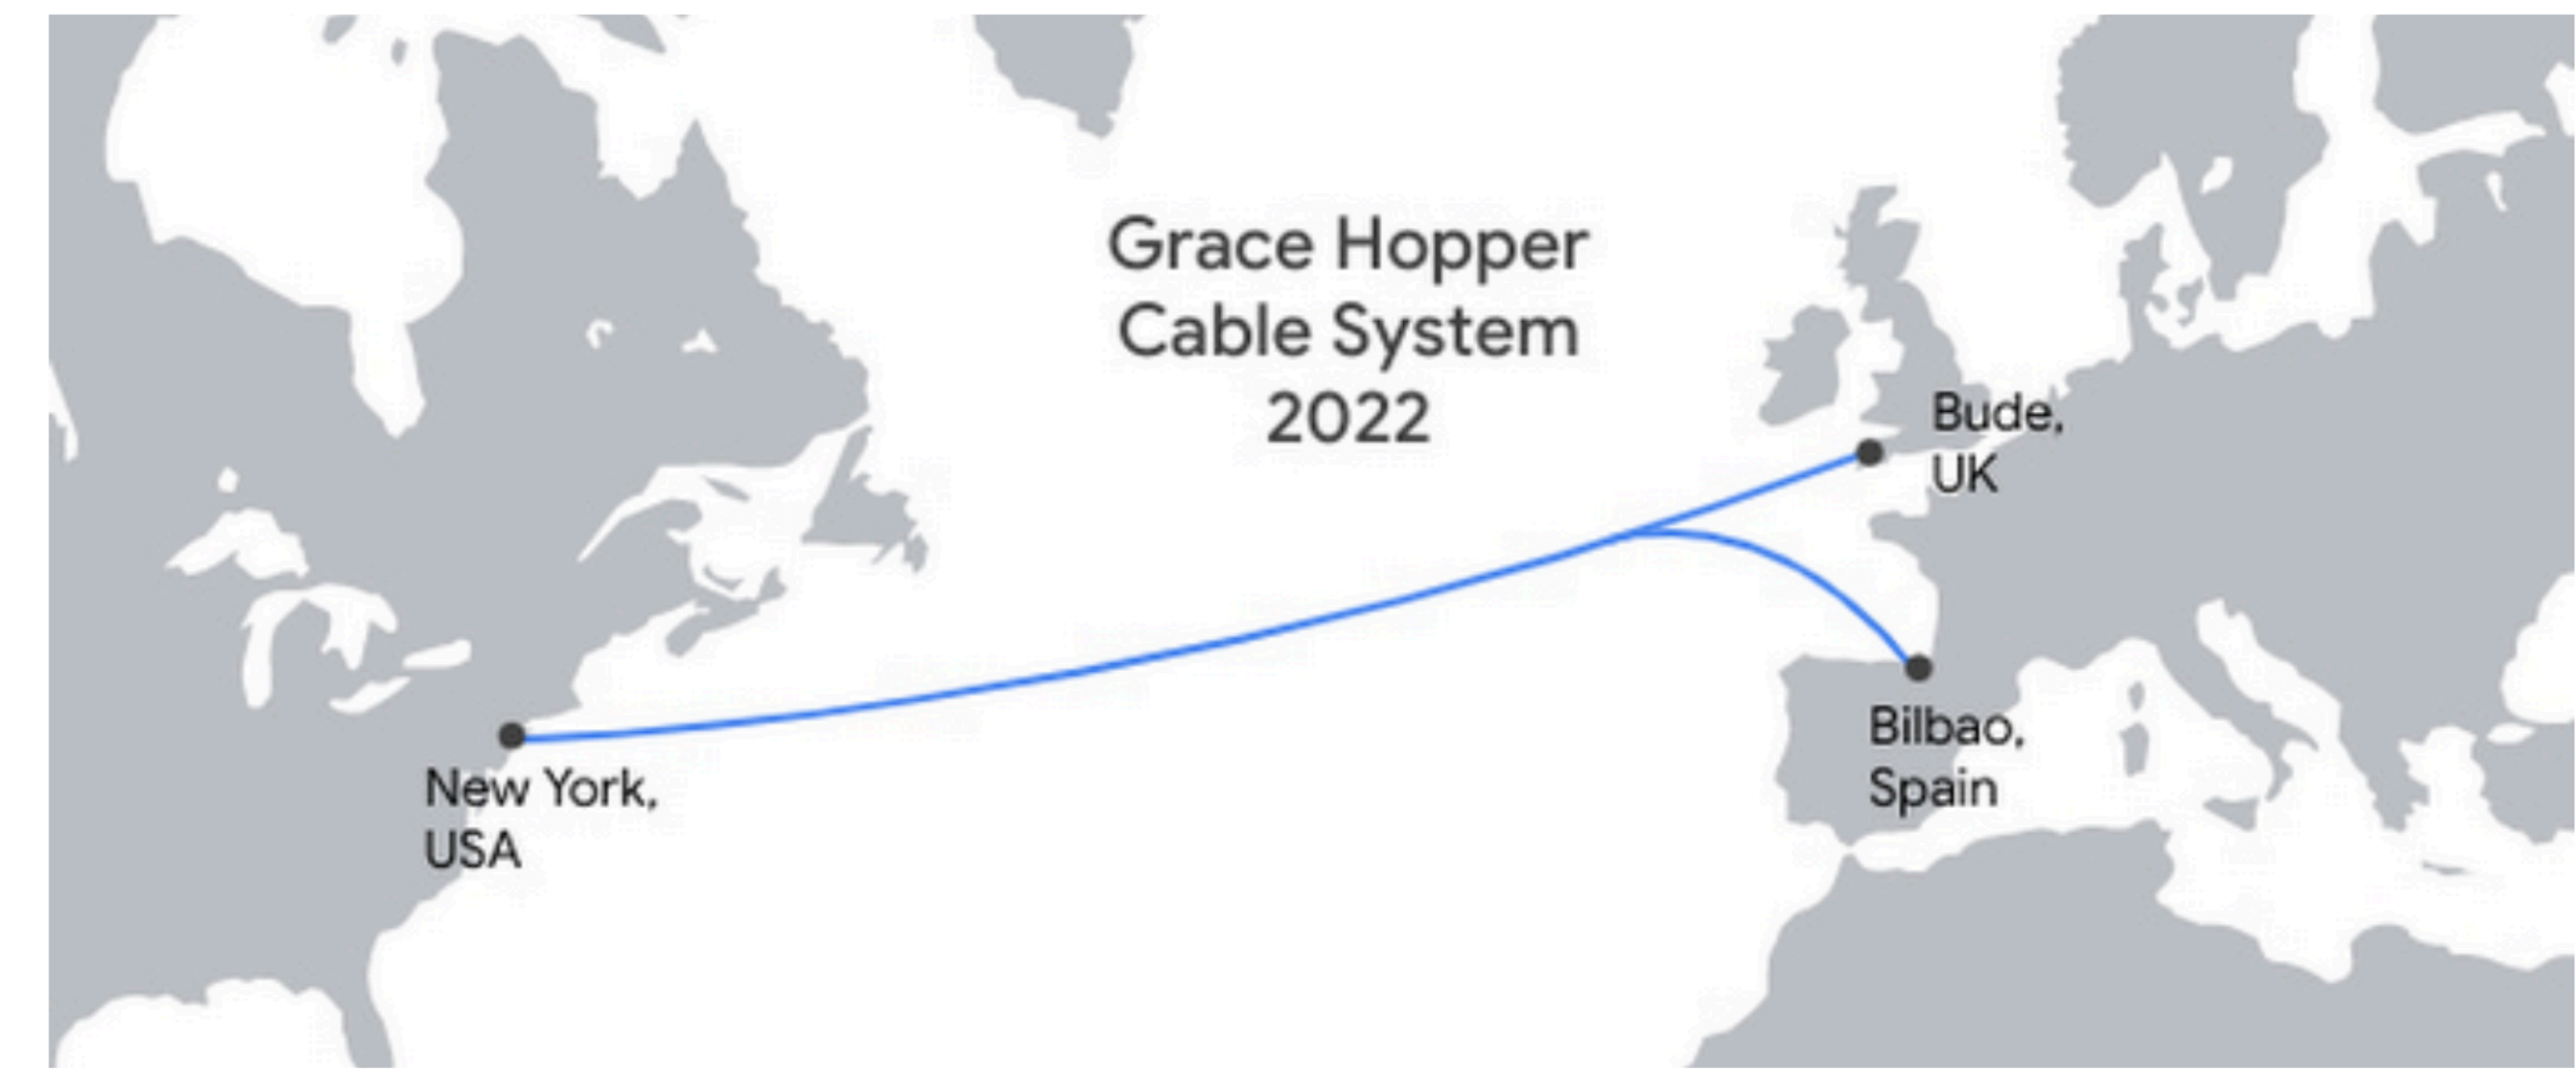 Grace Hopper
Cable System
2022
Bude,
UK
Bilbao,
Spain
New York,
USA